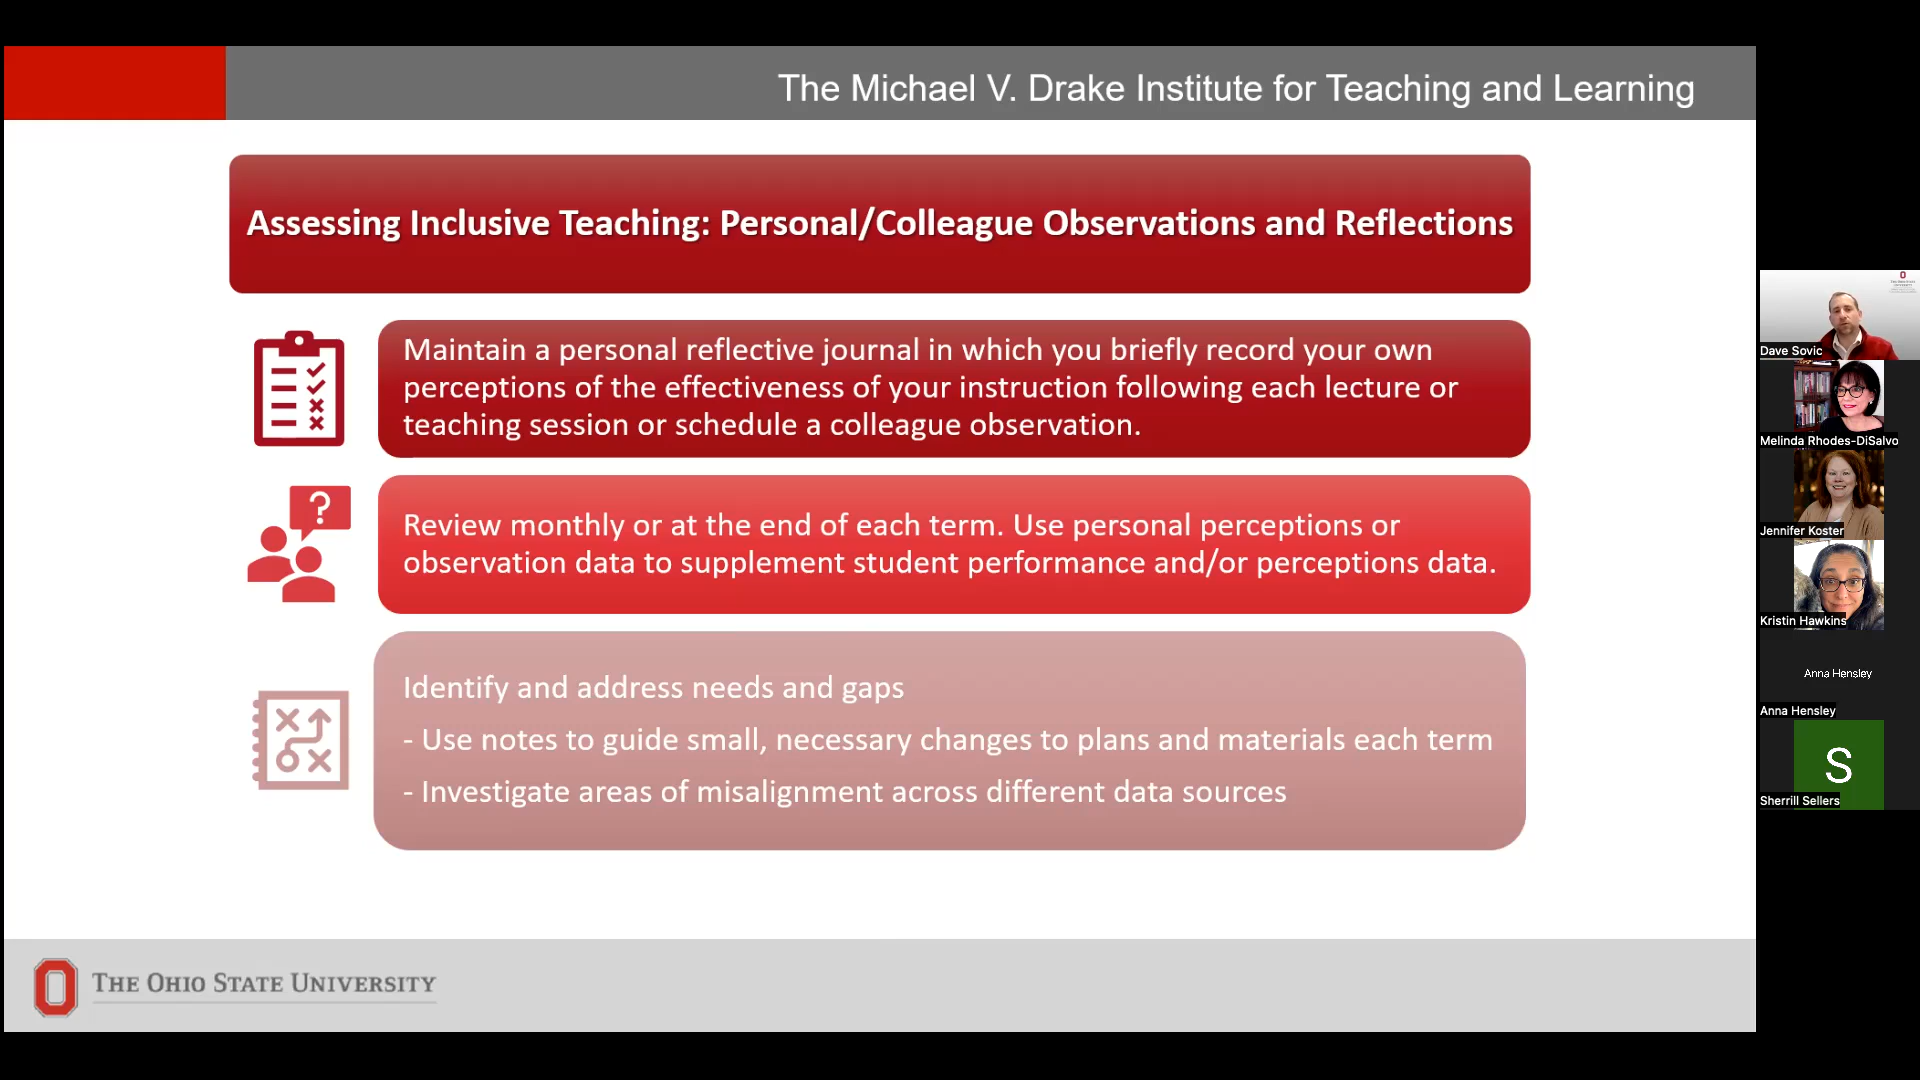 The Michael V. Drake Institute for Teaching and Learning
Assessing Inclusive Teaching: Personal/Colleague Observations and Reflections
Maintain a personal reflective journal in which you briefly record your own
perceptions of the effectiveness of your instruction following each lecture or
teaching session or schedule a colleague observation.
?
Review monthly or at the end of each term. Use personal perceptions or
observation data to supplement student performance and/or perceptions data.
Identify and address needs and gaps
- Use notes to guide small, necessary changes to plans and materials each term
- Investigate areas of misalignment across different data sources
THE OHIO STATE UNIVERSITY
Dave Sovic
Melinda Rhodes-DiSalvo
Jennifer Koster
Kristin Hawkins
Anna Hensley
Anna Hensley
S
Sherrill Sellers